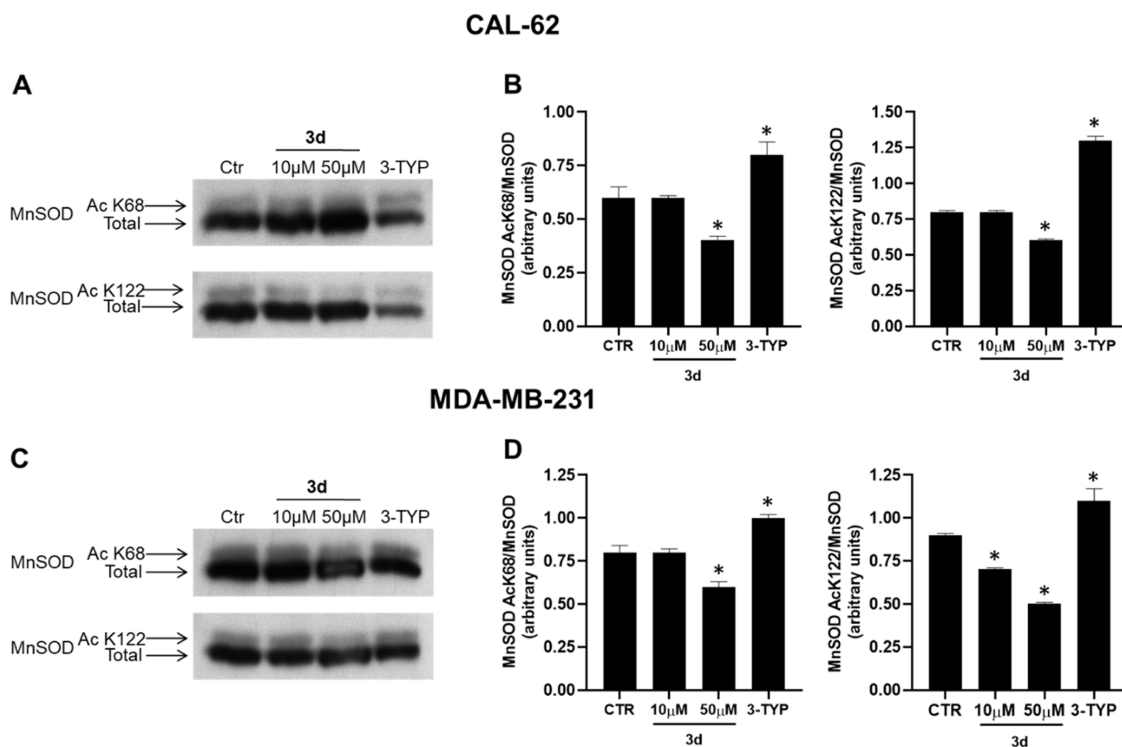 CAL-62
A
3d
Ctr 10µM 50µM 3-TYP
MnSOD Ac K68
Total
MnSOD Ac K122
Total
B
MnSOD AcK68/MnSOD
(arbitrary units)
1.00
0.75
0.50
0.25
0.00
*
*
CTR 10µM 50µM 3-TYP
3d
MnSOD AcK122/MnSOD
(arbitrary units)
1.50
1.25
1.00
0.75
0.50
0.25
0.00
*
*
CTR 10µM 50µM 3-TYP
3d
MDA-MB-231
C
3d
Ctr 10µM 50µM 3-TYP
MnSOD Ac K68
Total
MnSOD Ac K122
Total
D
MnSOD AcK68/MnSOD
(arbitrary units)
1.25
1.00
0.80
0.60
0.25
0.00
*
*
CTR 10µM 50µM 3-TYP
3d
MnSOD AcK122/MnSOD
(arbitrary units)
1.25
1.00
0.75
0.50
0.25
0.00
*
*
*
CTR 10µM 50µM 3-TYP
3d